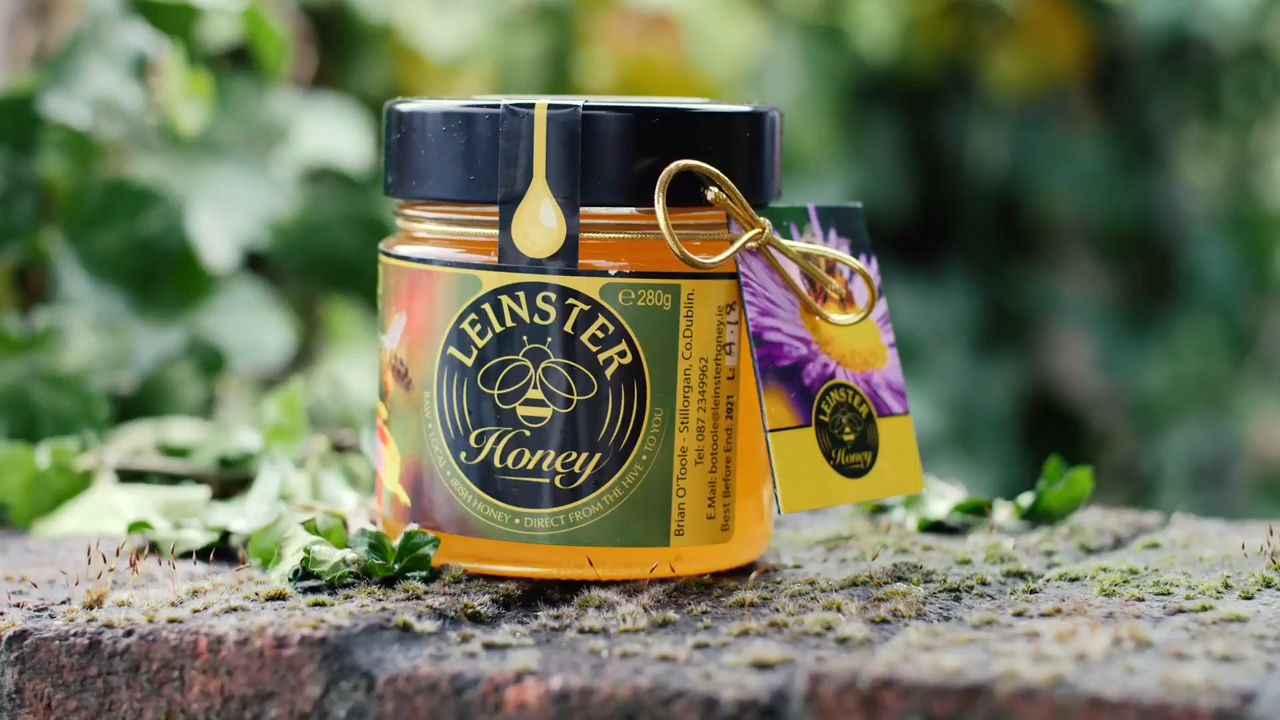 LEINSTER
Honey
RAW • LOCAL • IRISH HONEY • DIRECT FROM THE HIVE • TO YOU
℮280g
Brian O'Toole - Stillorgan, Co.Dublin.
Tel: 087 2349962
E.Mail: botoole@leinsterhoney.ie
Best Before End: 2021 L: A·18
LEINSTER
Honey